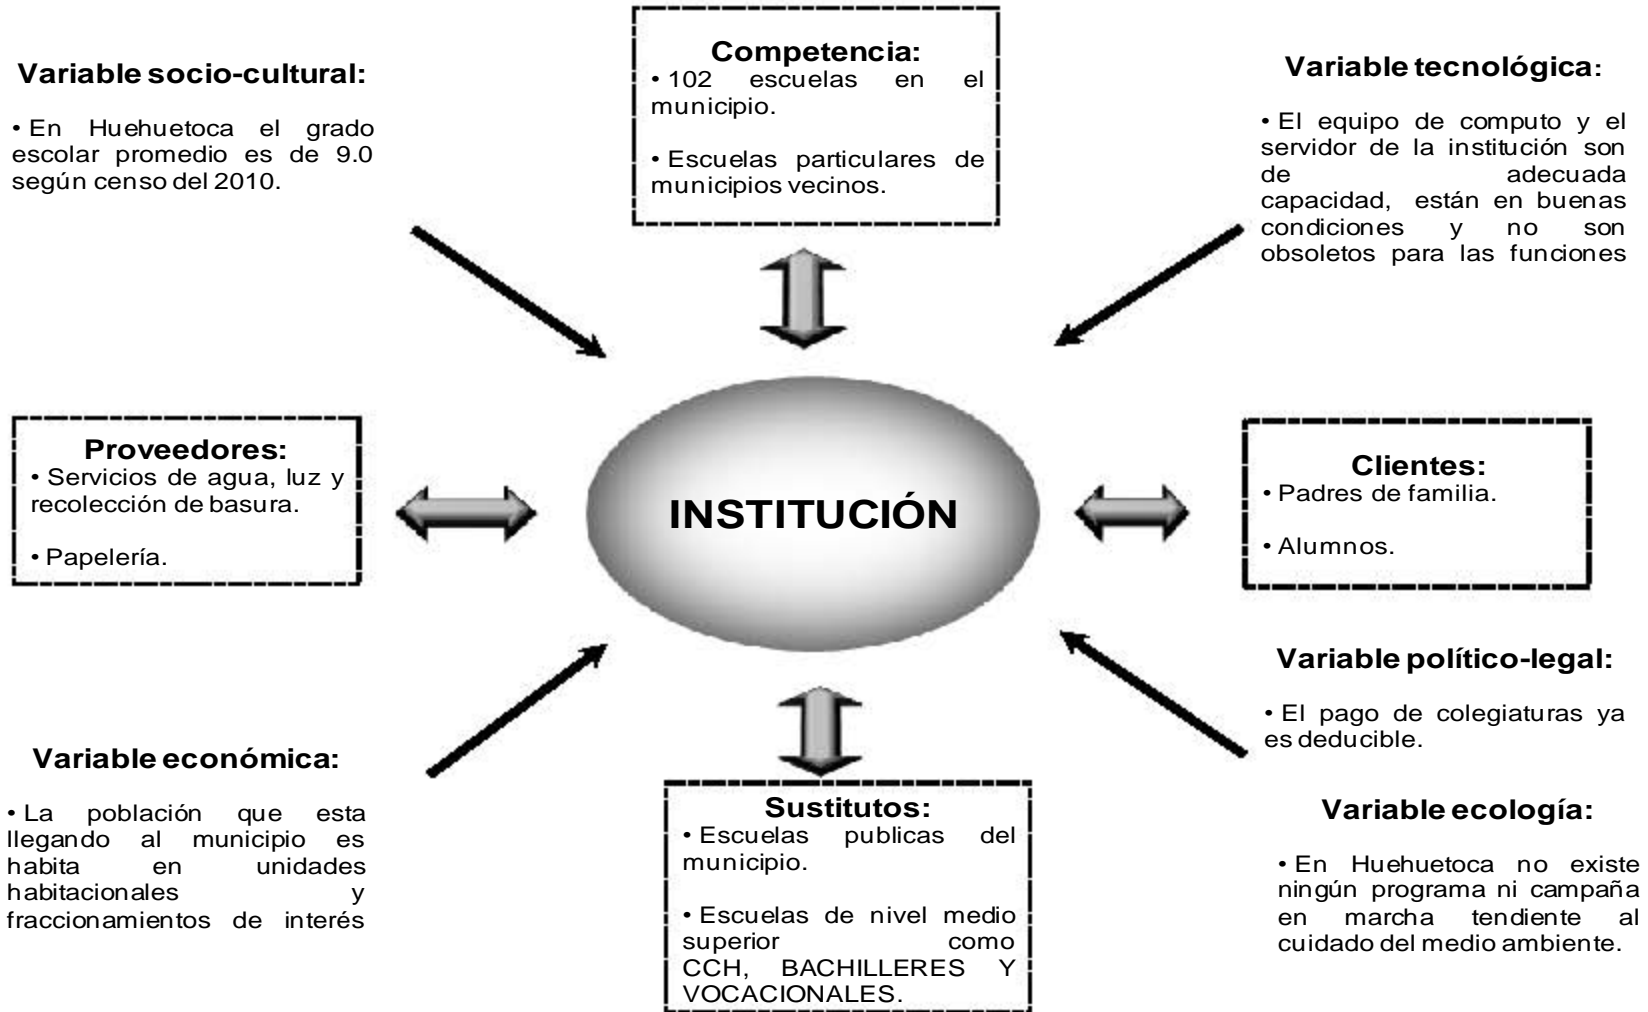 Variable socio-cultural:
• En Huehuetoca el grado
escolar promedio es de 9.0
según censo del 2010.
Competencia:
• 102 escuelas en el
municipio.
• Escuelas particulares de
municipios vecinos.
Variable tecnológica:
• El equipo de computo y el
servidor de la institución son
de adecuada
capacidad, están en buenas
condiciones y no son
obsoletos para las funciones
Proveedores:
• Servicios de agua, luz y
recolección de basura.
• Papelería.
INSTITUCIÓN
Clientes:
• Padres de familia.
• Alumnos.
Variable económica:
• La población que esta
llegando al municipio es
habita en unidades
habitacionales y
fraccionamientos de interés
Sustitutos:
• Escuelas publicas del
municipio.
• Escuelas de nivel medio
superior como
CCH, BACHILLERES Y
VOCACIONALES.
Variable político-legal:
• El pago de colegiaturas ya
es deducible.
Variable ecología:
• En Huehuetoca no existe
ningún programa ni campaña
en marcha tendiente al
cuidado del medio ambiente.